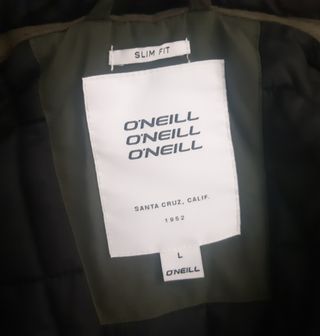 SLIM FIT
O'NEILL
O'NEILL
O'NEILL
SANTA CRUZ, CALIF.
1952
L
O'NEILL